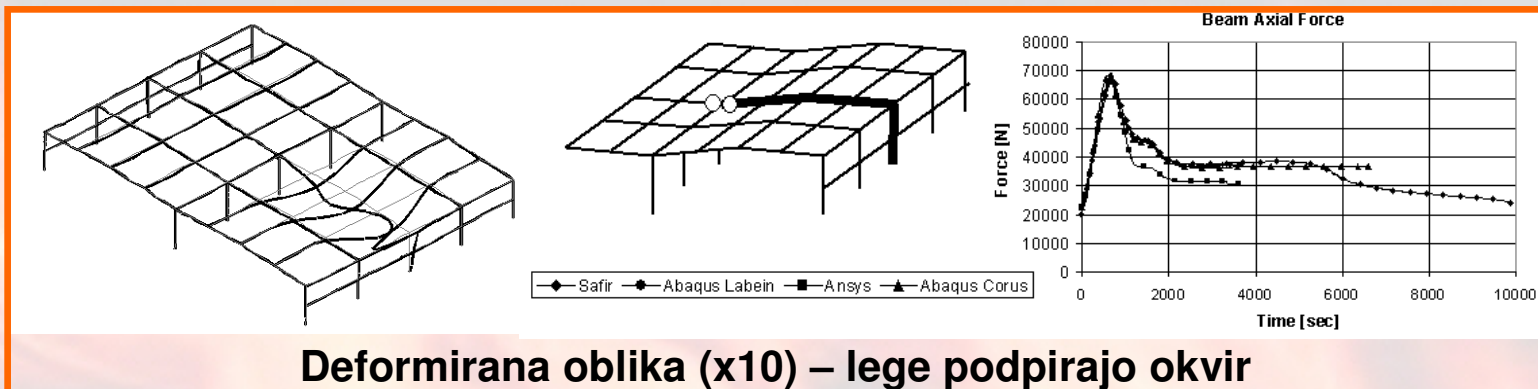 Beam Axial Force
80000
70000
60000
50000
40000
30000
20000
10000
0
Force [N]
0 2000 4000 6000 8000 10000
Time [sec]
Safir Abaqus Labein Ansys Abaqus Corus
Deformirana oblika (x10) – lege podpirajo okvir